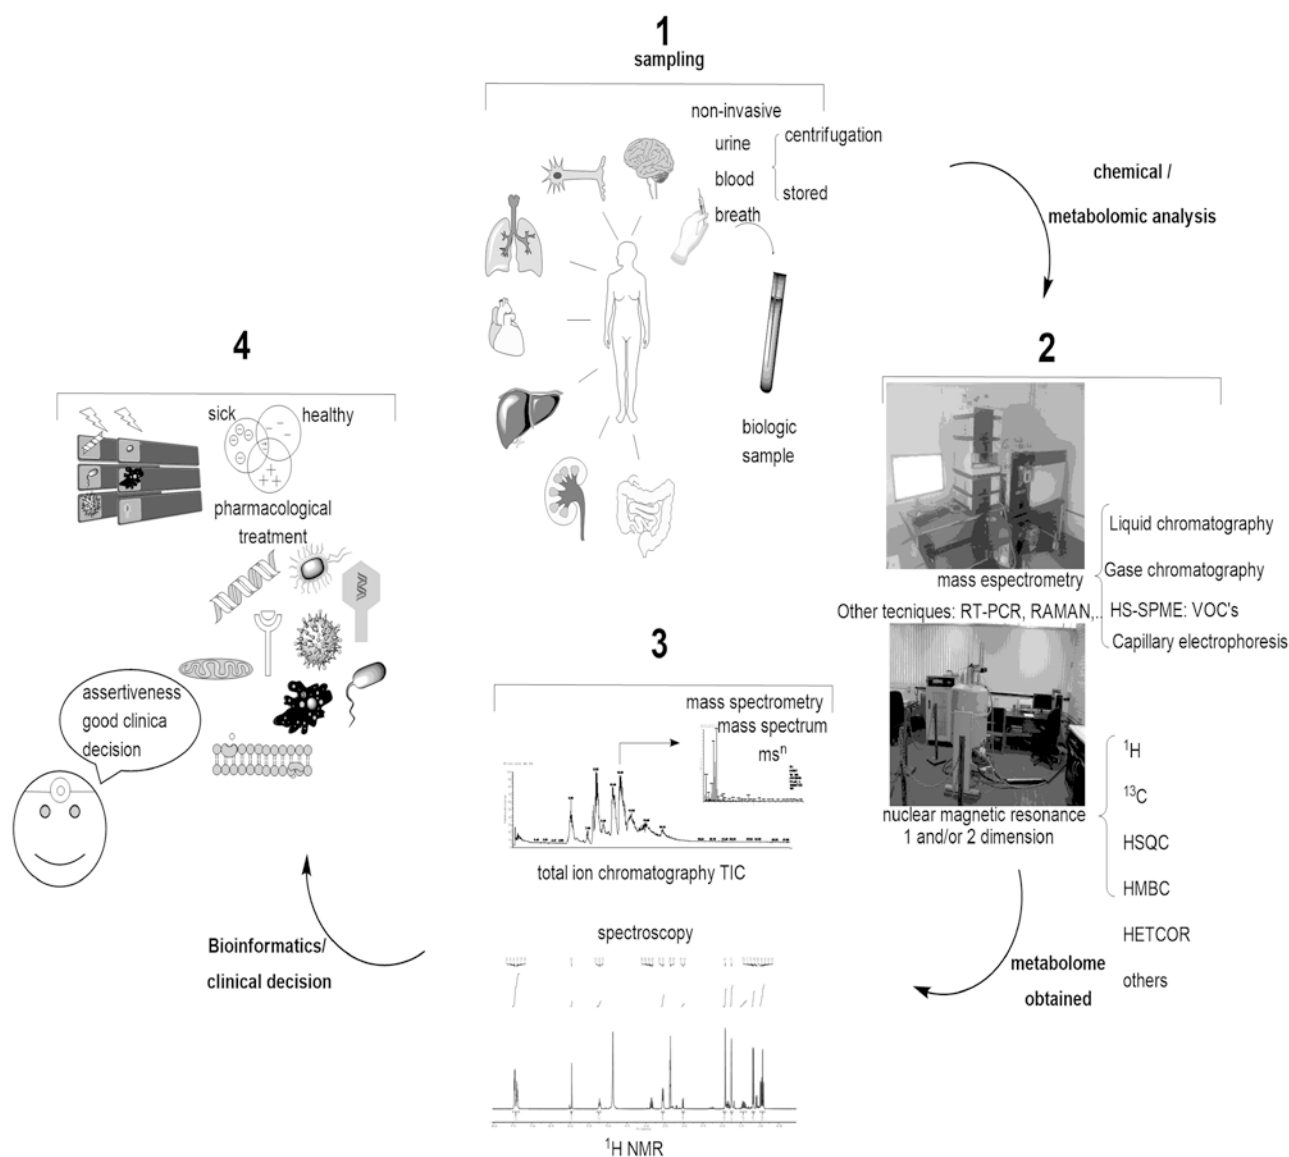 1
sampling
non-invasive
urine
centrifugation
blood
stored
breath
biologic
sample
chemical /
metabolomic analysis
2
Liquid chromatography
Gase chromatography
mass espectrometry
Other tecniques: RT-PCR, RAMAN,..
HS-SPME: VOC's
Capillary electrophoresis
nuclear magnetic resonance
1 and/or 2 dimension
¹H
¹³C
HSQC
HMBC
HETCOR
others
metabolome
obtained
3
mass spectrometry
mass spectrum
msⁿ
total ion chromatography TIC
spectroscopy
¹H NMR
Bioinformatics/
clinical decision
4
sick
healthy
pharmacological
treatment
assertiveness
good clinica
decision